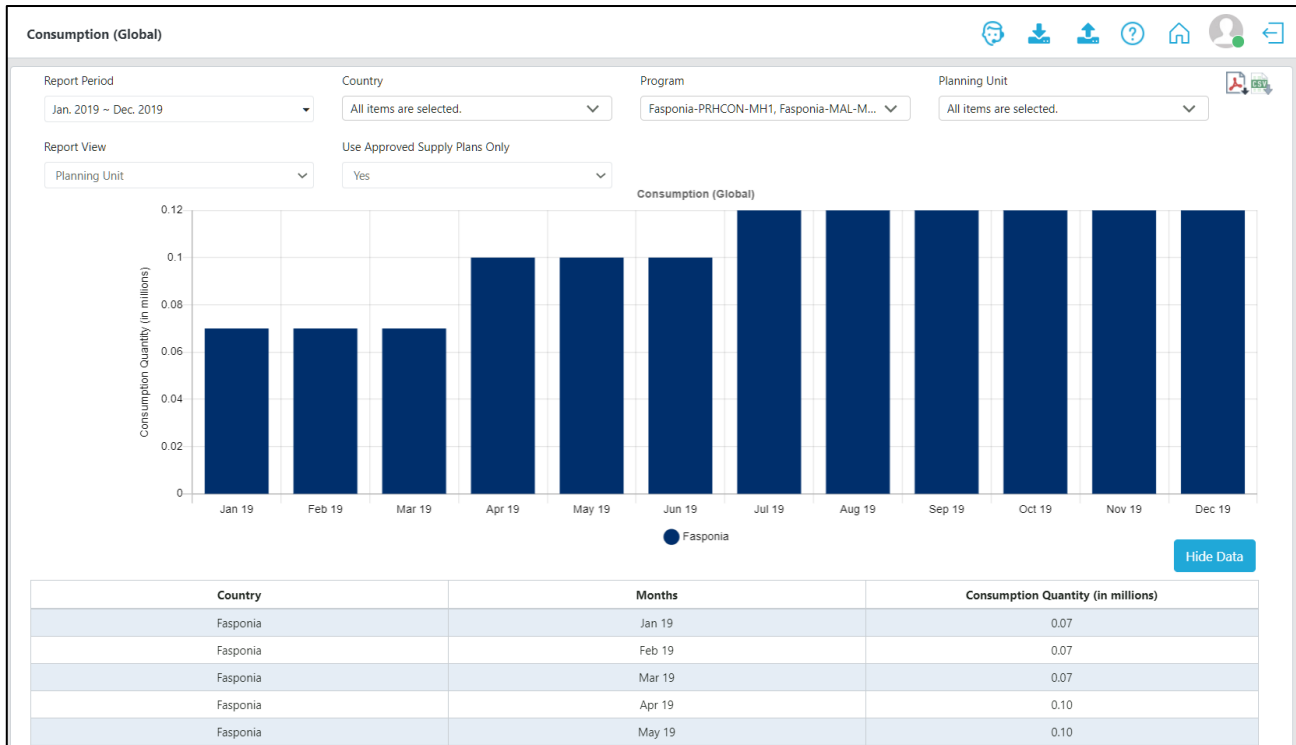 Consumption (Global)
?
Report Period Country Program Planning Unit
CSV
Jan. 2019 ~ Dec. 2019 All items are selected. Fasponia-PRHCON-MH1, Fasponia-MAL-M... All items are selected.
Report View Use Approved Supply Plans Only
Planning Unit Yes
Consumption (Global)
Consumption Quantity (in millions)
0.12
0.1
0.08
0.06
0.04
0.02
0
Jan 19 Feb 19 Mar 19 Apr 19 May 19 Jun 19 Jul 19 Aug 19 Sep 19 Oct 19 Nov 19 Dec 19
Fasponia
Hide Data
Country Months Consumption Quantity (in millions)
Fasponia Jan 19 0.07
Fasponia Feb 19 0.07
Fasponia Mar 19 0.07
Fasponia Apr 19 0.10
Fasponia May 19 0.10